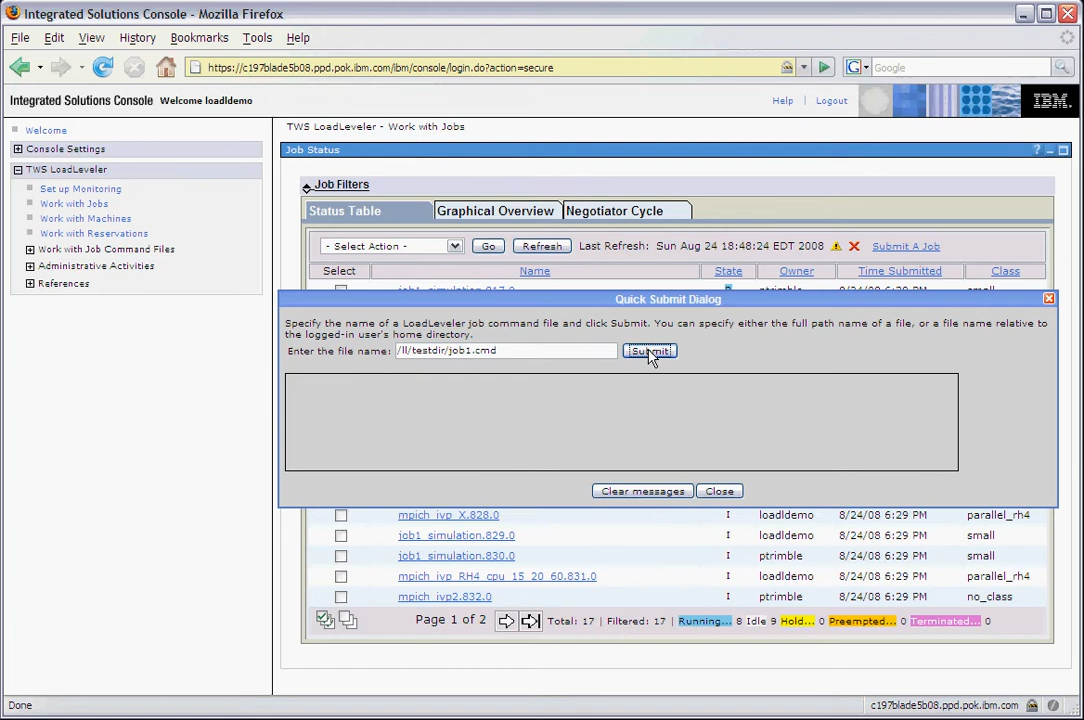 Integrated Solutions Console - Mozilla Firefox
File Edit View History Bookmarks Tools Help
https://c197blade5b08.ppd.pok.ibm.com/ibm/console/login.do?action=secure
G Google
Integrated Solutions Console Welcome loadldemo
Help Logout
IBM.
Welcome
Console Settings
TWS LoadLeveler
Set up Monitoring
Work with Jobs
Work with Machines
Work with Reservations
Work with Job Command Files
Administrative Activities
References
TWS LoadLeveler - Work with Jobs
Job Status
Job Filters
Status Table Graphical Overview Negotiator Cycle
- Select Action - Go Refresh Last Refresh: Sun Aug 24 18:48:24 EDT 2008 Submit A Job
Select Name State Owner Time Submitted Class
Quick Submit Dialog
Specify the name of a LoadLeveler job command file and click Submit. You can specify either the full path name of a file, or a file name relative to
the logged-in user's home directory.
Enter the file name: /ll/testdir/job1.cmd Submit
Clear messages Close
mpich_ivp_X.828.0 I loadldemo 8/24/08 6:29 PM parallel_rh4
job1_simulation.829.0 I loadldemo 8/24/08 6:29 PM small
job1_simulation.830.0 I ptrimble 8/24/08 6:29 PM small
mpich_ivp_RH4_cpu_15_20_60.831.0 I loadldemo 8/24/08 6:29 PM parallel_rh4
mpich_ivp2.832.0 I ptrimble 8/24/08 6:29 PM no_class
Page 1 of 2 Total: 17 | Filtered: 17 | Running... 8 Idle 9 Hold... 0 Preempted... 0 Terminated... 0
Done
c197blade5b08.ppd.pok.ibm.com